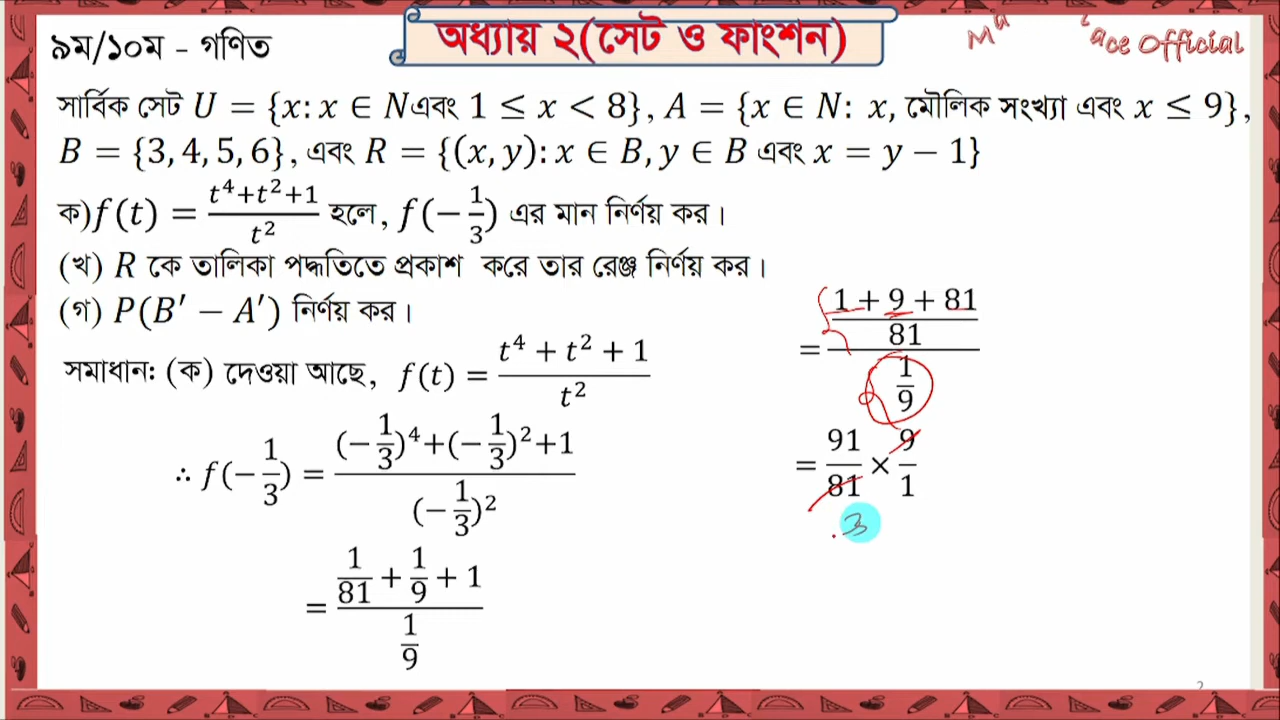 ৯ম/১০ম - গণিত
অধ্যায় ২(সেট ও ফাংশন)
ace Official
সার্বিক সেট U = {x: x ∈ N এবং 1 ≤ x < 8}, A = {x ∈ N: x, মৌলিক সংখ্যা এবং x ≤ 9},
B = {3, 4, 5, 6}, এবং R = {(x, y): x ∈ B, y ∈ B এবং x = y − 1}
ক) f(t) = (t⁴+t²+1)/t² হলে, f(−1/3) এর মান নির্ণয় কর।
(খ) R কে তালিকা পদ্ধতিতে প্রকাশ করে তার রেঞ্জ নির্ণয় কর।
(গ) P(B′ − A′) নির্ণয় কর।
সমাধানঃ (ক) দেওয়া আছে, f(t) = (t⁴ + t² + 1)/t²
∴ f(−1/3) = ((−1/3)⁴+(−1/3)²+1)/(−1/3)²
= (1/81 + 1/9 + 1)/(1/9)
= ((1 + 9 + 81)/81)/(1/9)
= 91/81 × 9/1
2